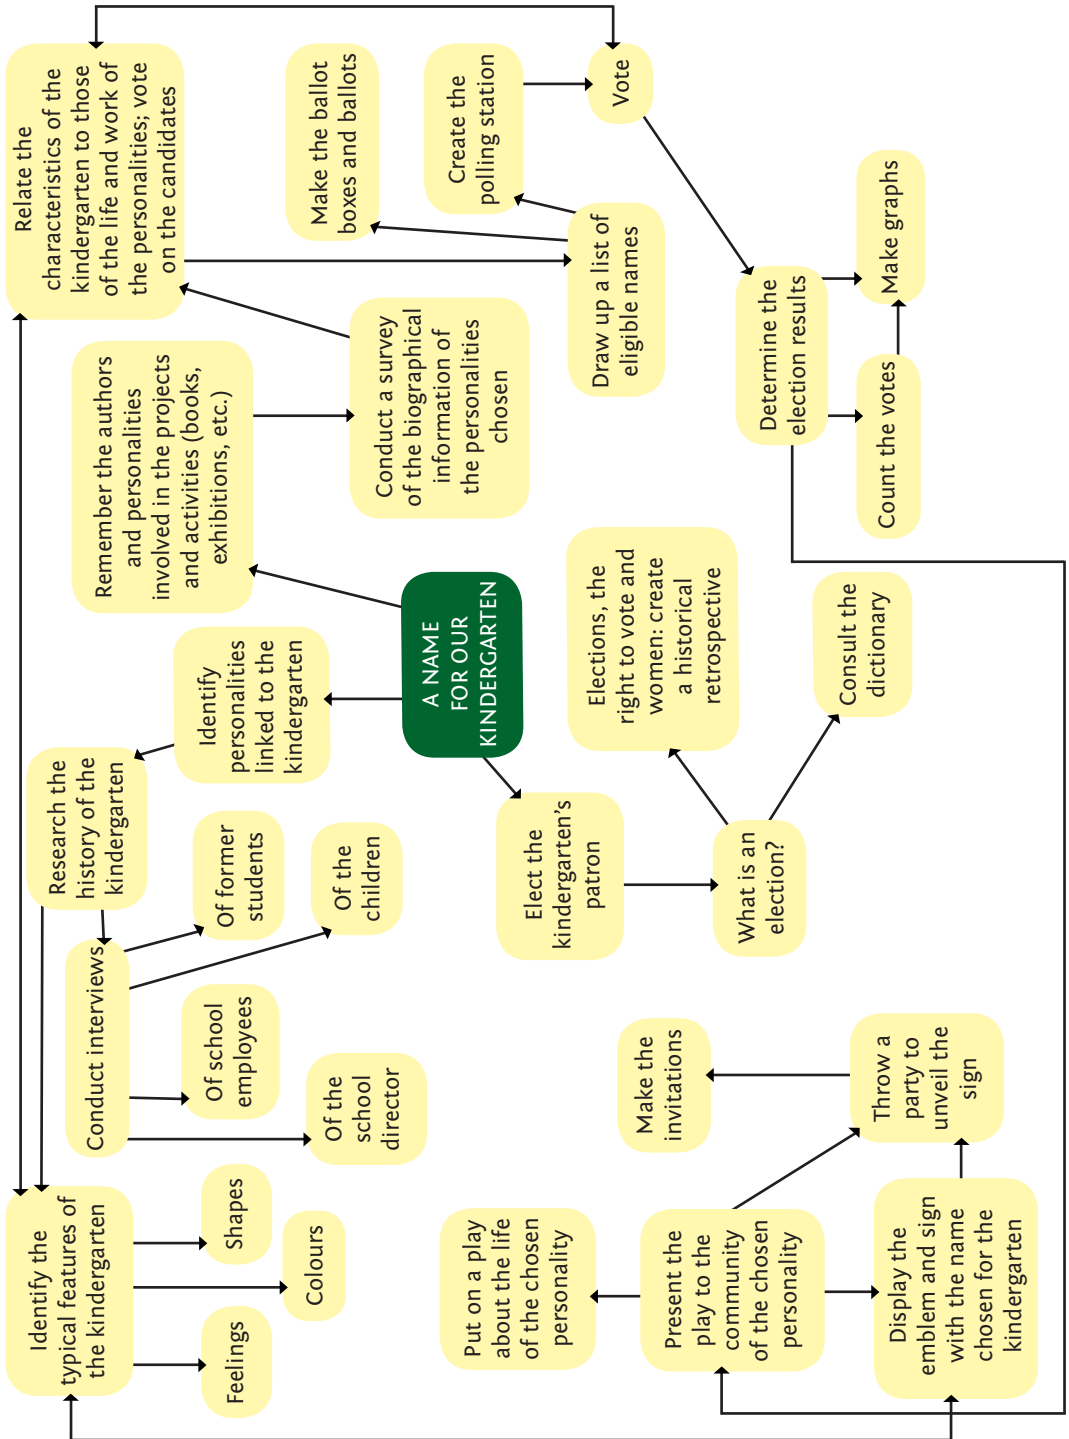 Identify the
typical features of
the kindergarten
Relate the
characteristics of the
kindergarten to those
of the life and work of
the personalities; vote
on the candidates
Research the
history of the
kindergarten
Conduct interviews
Remember the authors
and personalities
involved in the projects
and activities (books,
exhibitions, etc.)
Identify
personalities
linked to the
kindergarten
Feelings
Shapes
Colours
Of school
employees
Of former
students
Of the
school
director
Of the
children
Make the ballot
boxes and ballots
Conduct a survey
of the biographical
information of
the personalities
chosen
A NAME
FOR OUR
KINDERGARTEN
Create the
polling station
Put on a play
about the life
of the chosen
personality
Elect the
kindergarten's
patron
Elections, the
right to vote and
women: create
a historical
retrospective
Draw up a list of
eligible names
Vote
Make the
invitations
Present the
play to the
community
of the chosen
personality
What is an
election?
Determine the
election results
Consult the
dictionary
Throw a
party to
unveil the
sign
Count the votes
Make graphs
Display the
emblem and sign
with the name
chosen for the
kindergarten